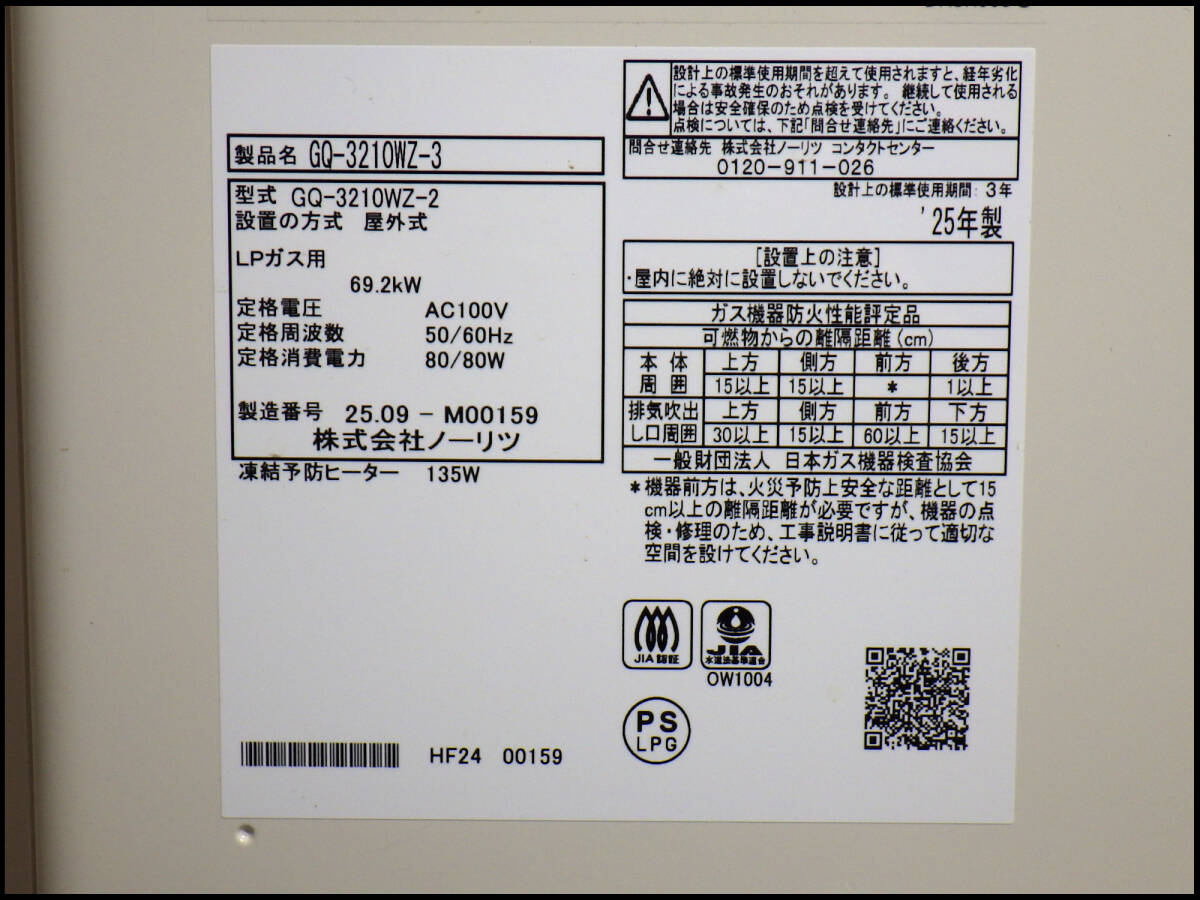 製品名 GQ-3210WZ-3
型式 GQ-3210WZ-2
設置の方式 屋外式
LPガス用
69.2kW
定格電圧 AC100V
定格周波数 50/60Hz
定格消費電力 80/80W
製造番号 25.09 - M00159
株式会社ノーリツ
凍結予防ヒーター 135W
HF24 00159
設計上の標準使用期間を超えて使用されますと、経年劣化
による事故発生のおそれがあります。 継続して使用される
場合は安全確保のため点検を受けてください。
点検については、下記「問合せ連絡先」にご連絡ください。
問合せ連絡先 株式会社ノーリツ コンタクトセンター
0120-911-026
設計上の標準使用期間: 3年
'25年製
[設置上の注意]
・屋内に絶対に設置しないでください。
ガス機器防火性能評定品
可燃物からの離隔距離(cm)
本体 上方 側方 前方 後方
周囲 15以上 15以上 * 1以上
排気吹出 上方 側方 前方 下方
し口周囲 30以上 15以上 60以上 15以上
一般財団法人 日本ガス機器検査協会
*機器前方は、火災予防上安全な距離として15
cm以上の離隔距離が必要ですが、機器の点
検・修理のため、工事説明書に従って適切な
空間を設けてください。
JIA認証
JIA
水道法基準適合
OW1004
PS
LPG